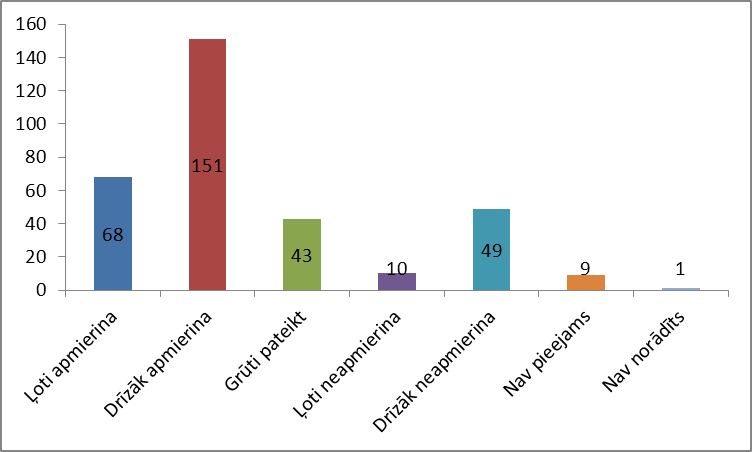 160
140
120
100
80
60
40
20
0
68
151
43
10
49
9
1
Ļoti apmierina
Drīzāk apmierina
Grūti pateikt
Ļoti neapmierina
Drīzāk neapmierina
Nav pieejams
Nav norādīts